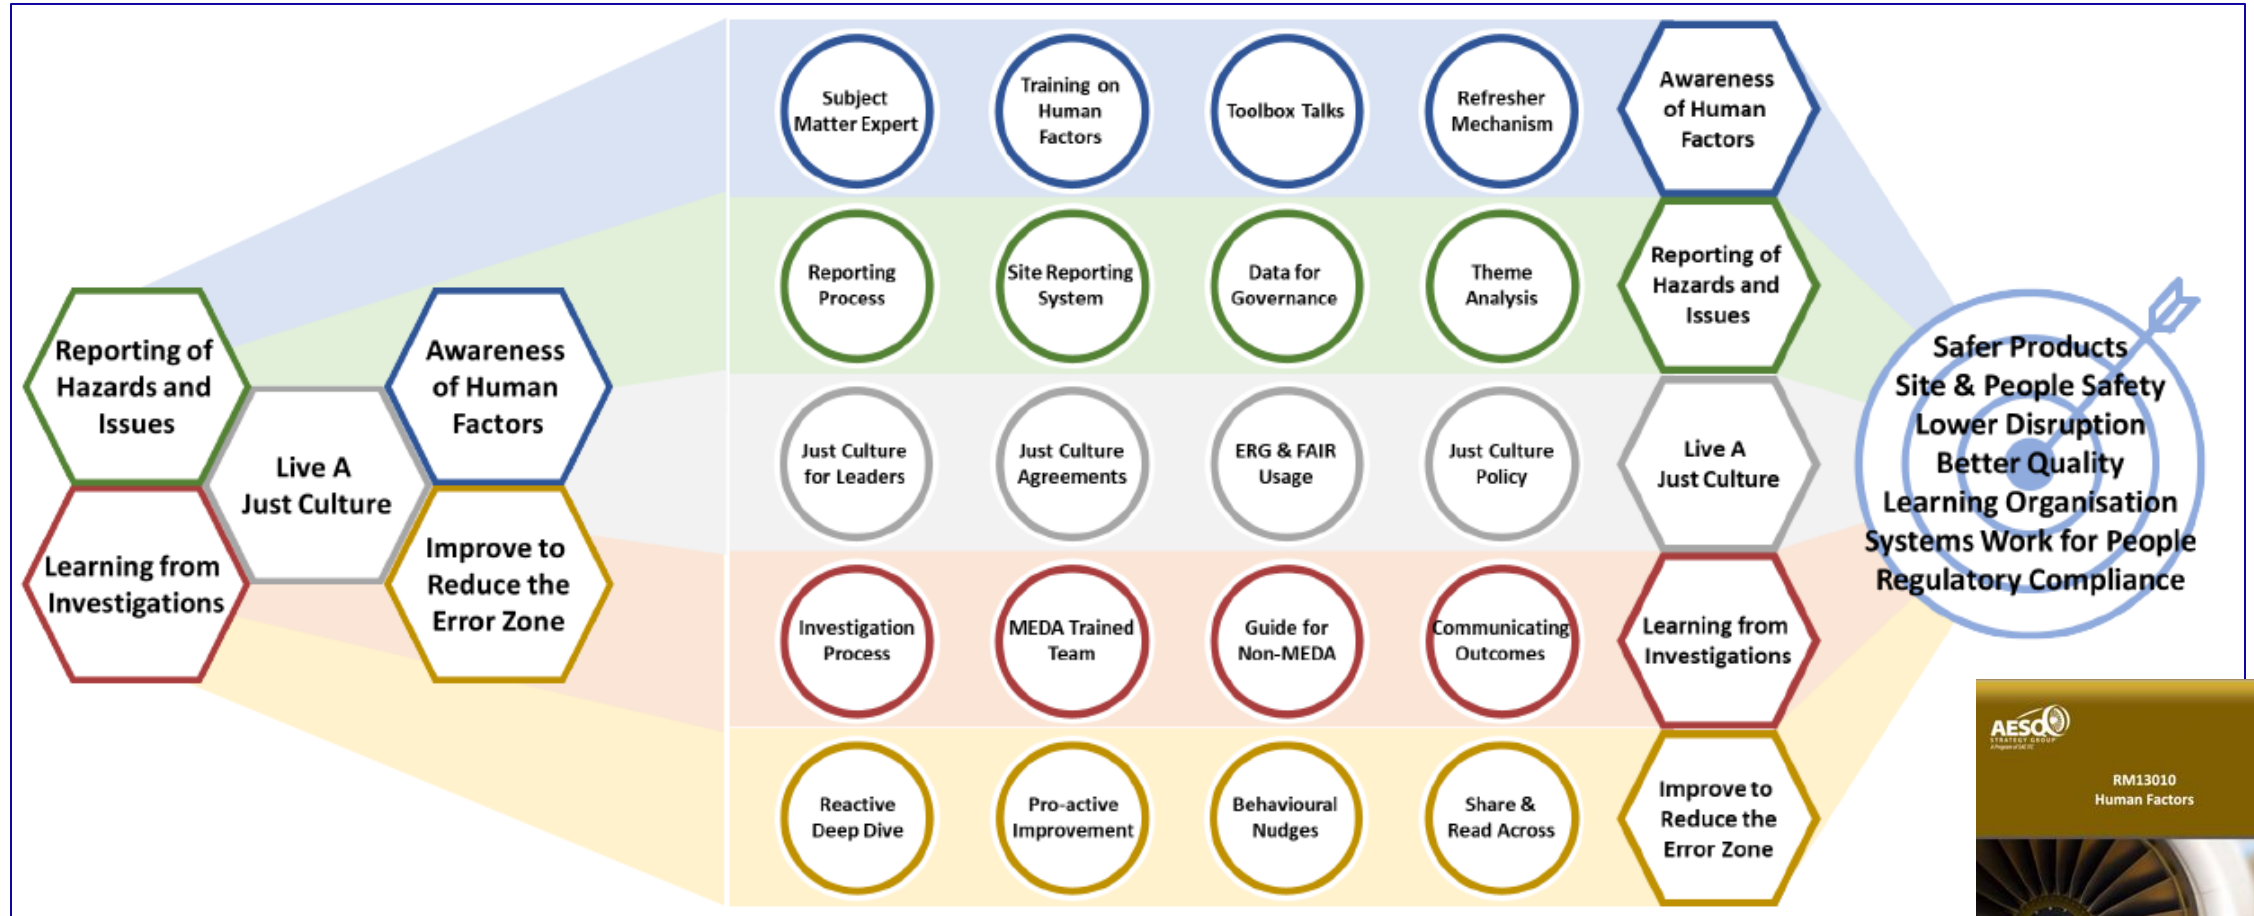 Reporting of
Hazards and
Issues
Awareness
of Human
Factors
Live A
Just Culture
Learning from
Investigations
Improve to
Reduce the
Error Zone
Subject
Matter Expert
Training on
Human
Factors
Toolbox Talks
Refresher
Mechanism
Awareness
of Human
Factors
Reporting
Process
Site Reporting
System
Data for
Governance
Theme
Analysis
Reporting of
Hazards and
Issues
Just Culture
for Leaders
Just Culture
Agreements
ERG & FAIR
Usage
Just Culture
Policy
Live A
Just Culture
Investigation
Process
MEDA Trained
Team
Guide for
Non-MEDA
Communicating
Outcomes
Learning from
Investigations
Reactive
Deep Dive
Pro-active
Improvement
Behavioural
Nudges
Share &
Read Across
Improve to
Reduce the
Error Zone
Safer Products
Site & People Safety
Lower Disruption
Better Quality
Learning Organisation
Systems Work for People
Regulatory Compliance
AESQ
STRATEGY GROUP
A Program of SAE ITC
RM13010
Human Factors